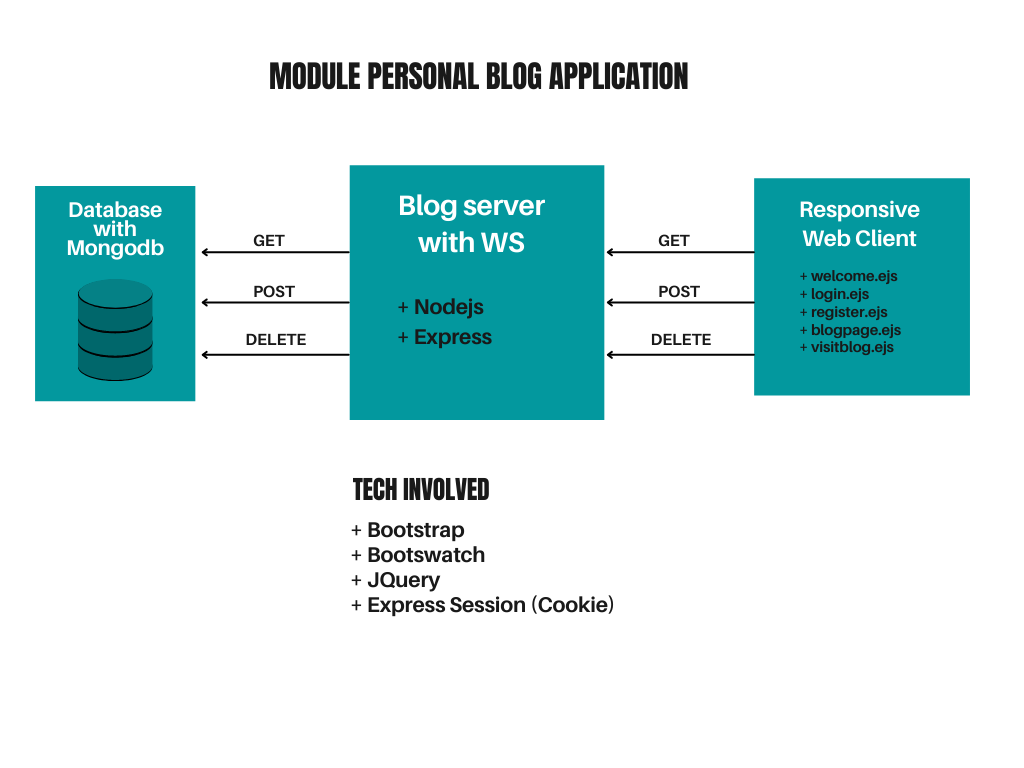 MODULE PERSONAL BLOG APPLICATION
Database
with
Mongodb
GET
POST
DELETE
Blog server
with WS
+ Nodejs
+ Express
GET
POST
DELETE
Responsive
Web Client
+ welcome.ejs
+ login.ejs
+ register.ejs
+ blogpage.ejs
+ visitblog.ejs
TECH INVOLVED
+ Bootstrap
+ Bootswatch
+ JQuery
+ Express Session (Cookie)